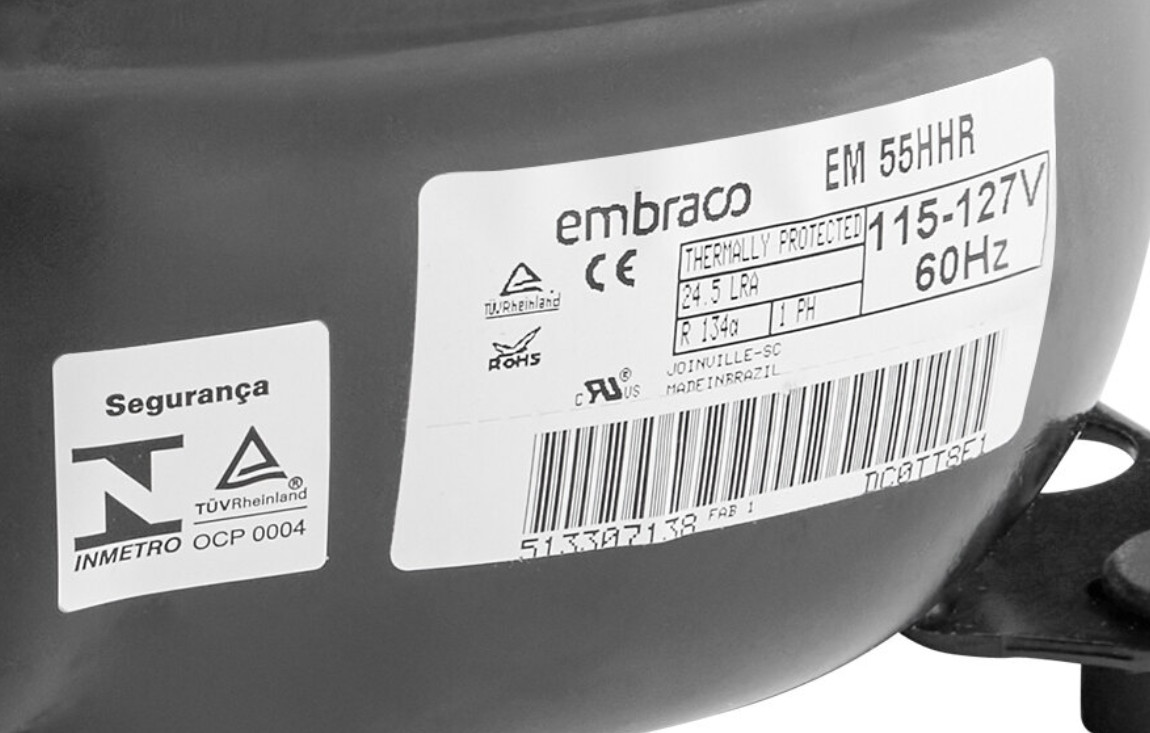 Segurança
TÜVRheinland
®
INMETRO
OCP 0004
EM 55HHR
embraco
CE
TÜVRheinland
ROHS
THERMALLY PROTECTED
24.5 LRA
R 134a
1 PH
115-127V
60Hz
C US
®
JOINVILLE-SC
MADEINBRAZIL
513307138
FAB 1